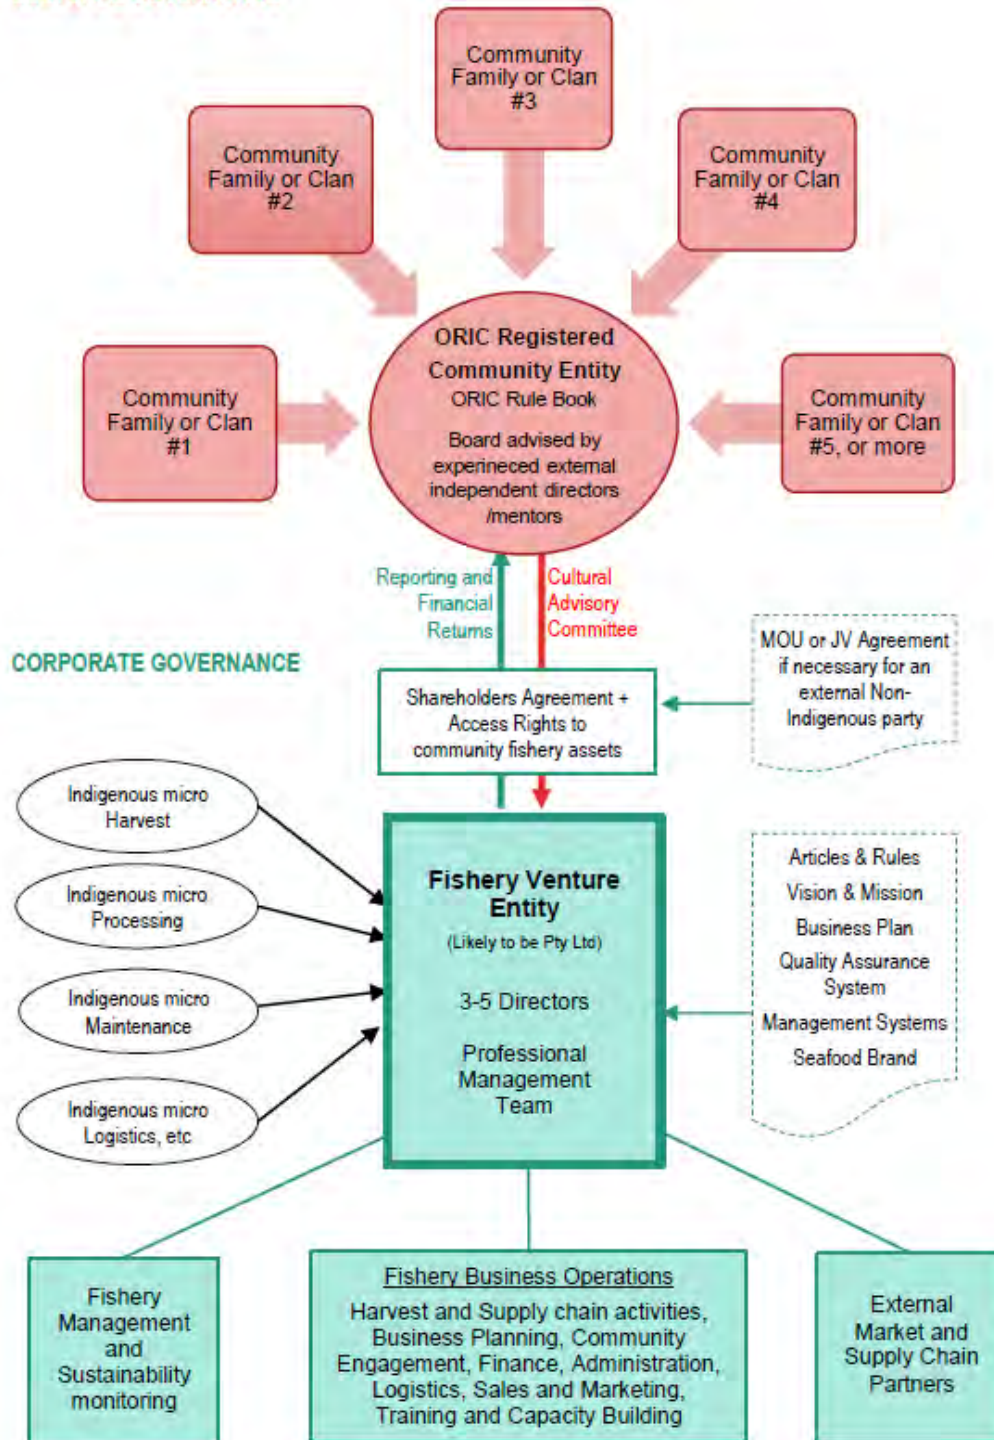 Community
Family or Clan
#3
Community
Family or Clan
#2
Community
Family or Clan
#4
Community
Family or Clan
#1
ORIC Registered
Community Entity
ORIC Rule Book
Board advised by
experineced external
independent directors
/mentors
Community
Family or Clan
#5, or more
Reporting and
Financial
Returns
Cultural
Advisory
Committee
CORPORATE GOVERNANCE
Shareholders Agreement +
Access Rights to
community fishery assets
MOU or JV Agreement
if necessary for an
external Non-
Indigenous party
Indigenous micro
Harvest
Indigenous micro
Processing
Indigenous micro
Maintenance
Indigenous micro
Logistics, etc
Fishery Venture
Entity
(Likely to be Pty Ltd)
3-5 Directors
Professional
Management
Team
Articles & Rules
Vision & Mission
Business Plan
Quality Assurance
System
Management Systems
Seafood Brand
Fishery
Management
and
Sustainability
monitoring
Fishery Business Operations
Harvest and Supply chain activities,
Business Planning, Community
Engagement, Finance, Administration,
Logistics, Sales and Marketing,
Training and Capacity Building
External
Market and
Supply Chain
Partners